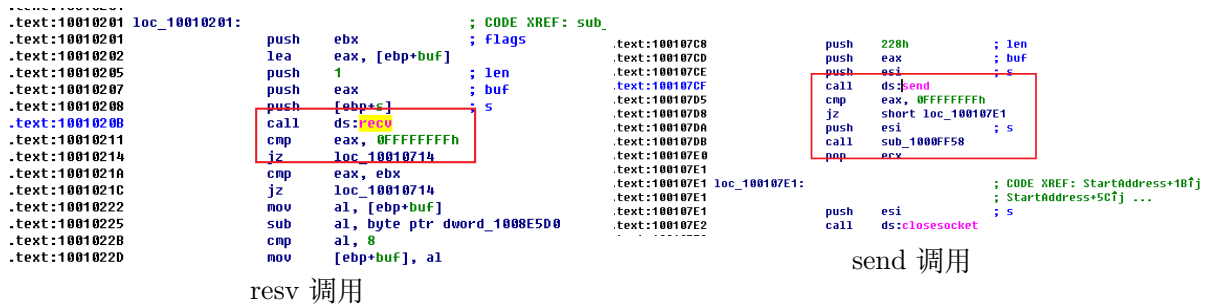 .text:10010201 loc_10010201: ; CODE XREF: sub_
.text:10010201 push ebx ; flags
.text:10010202 lea eax, [ebp+buf]
.text:10010205 push 1 ; len
.text:10010207 push eax ; buf
.text:10010208 push [ebp+s] ; s
.text:1001020B call ds:recv
.text:10010211 cmp eax, 0FFFFFFFFh
.text:10010214 jz loc_10010714
.text:1001021A cmp eax, ebx
.text:1001021C jz loc_10010714
.text:10010222 mov al, [ebp+buf]
.text:10010225 sub al, byte ptr dword_1008E5D0
.text:1001022B cmp al, 8
.text:1001022D mov [ebp+buf], al
resv 调用
.text:100107C8 push 228h ; len
.text:100107CD push eax ; buf
.text:100107CE push esi ; s
.text:100107CF call ds:send
.text:100107D5 cmp eax, 0FFFFFFFFh
.text:100107D8 jz short loc_100107E1
.text:100107DA push esi ; s
.text:100107DB call sub_1000FF58
.text:100107E0 pop ecx
.text:100107E1
.text:100107E1 loc_100107E1: ; CODE XREF: StartAddress+1B↑j
.text:100107E1 ; StartAddress+5C↑j ...
.text:100107E1 push esi ; s
.text:100107E2 call ds:closesocket
send 调用